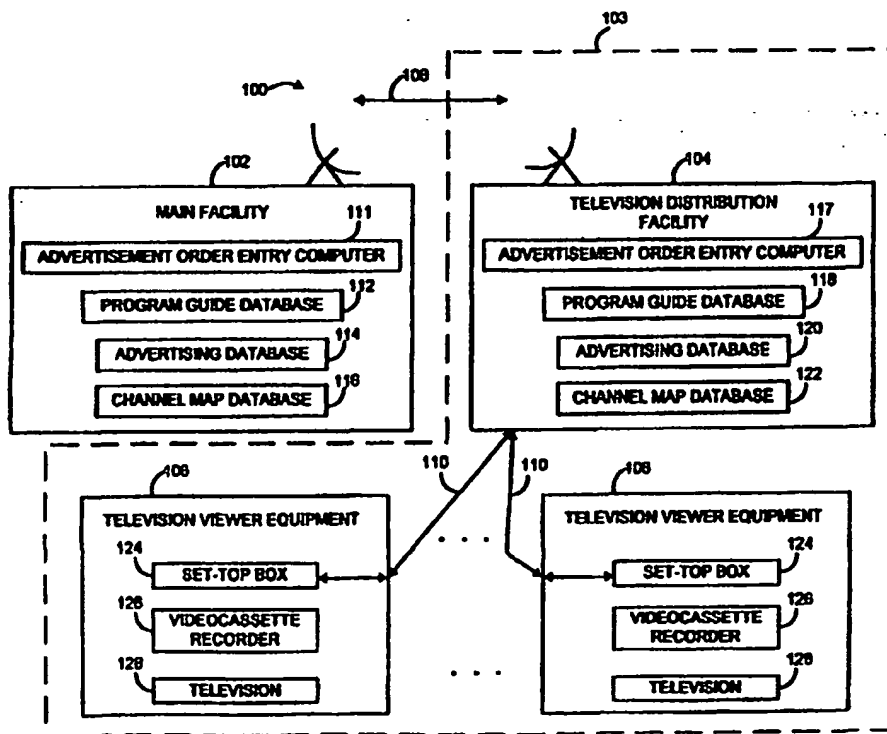 103
100
108
102
104
MAIN FACILITY
TELEVISION DISTRIBUTION
FACILITY
111
117
ADVERTISEMENT ORDER ENTRY COMPUTER
ADVERTISEMENT ORDER ENTRY COMPUTER
112
118
PROGRAM GUIDE DATABASE
PROGRAM GUIDE DATABASE
114
120
ADVERTISING DATABASE
ADVERTISING DATABASE
116
122
CHANNEL MAP DATABASE
CHANNEL MAP DATABASE
110
110
106
106
TELEVISION VIEWER EQUIPMENT
TELEVISION VIEWER EQUIPMENT
124
124
SET-TOP BOX
SET-TOP BOX
126
126
VIDEOCASSETTE
RECORDER
VIDEOCASSETTE
RECORDER
128
128
TELEVISION
TELEVISION